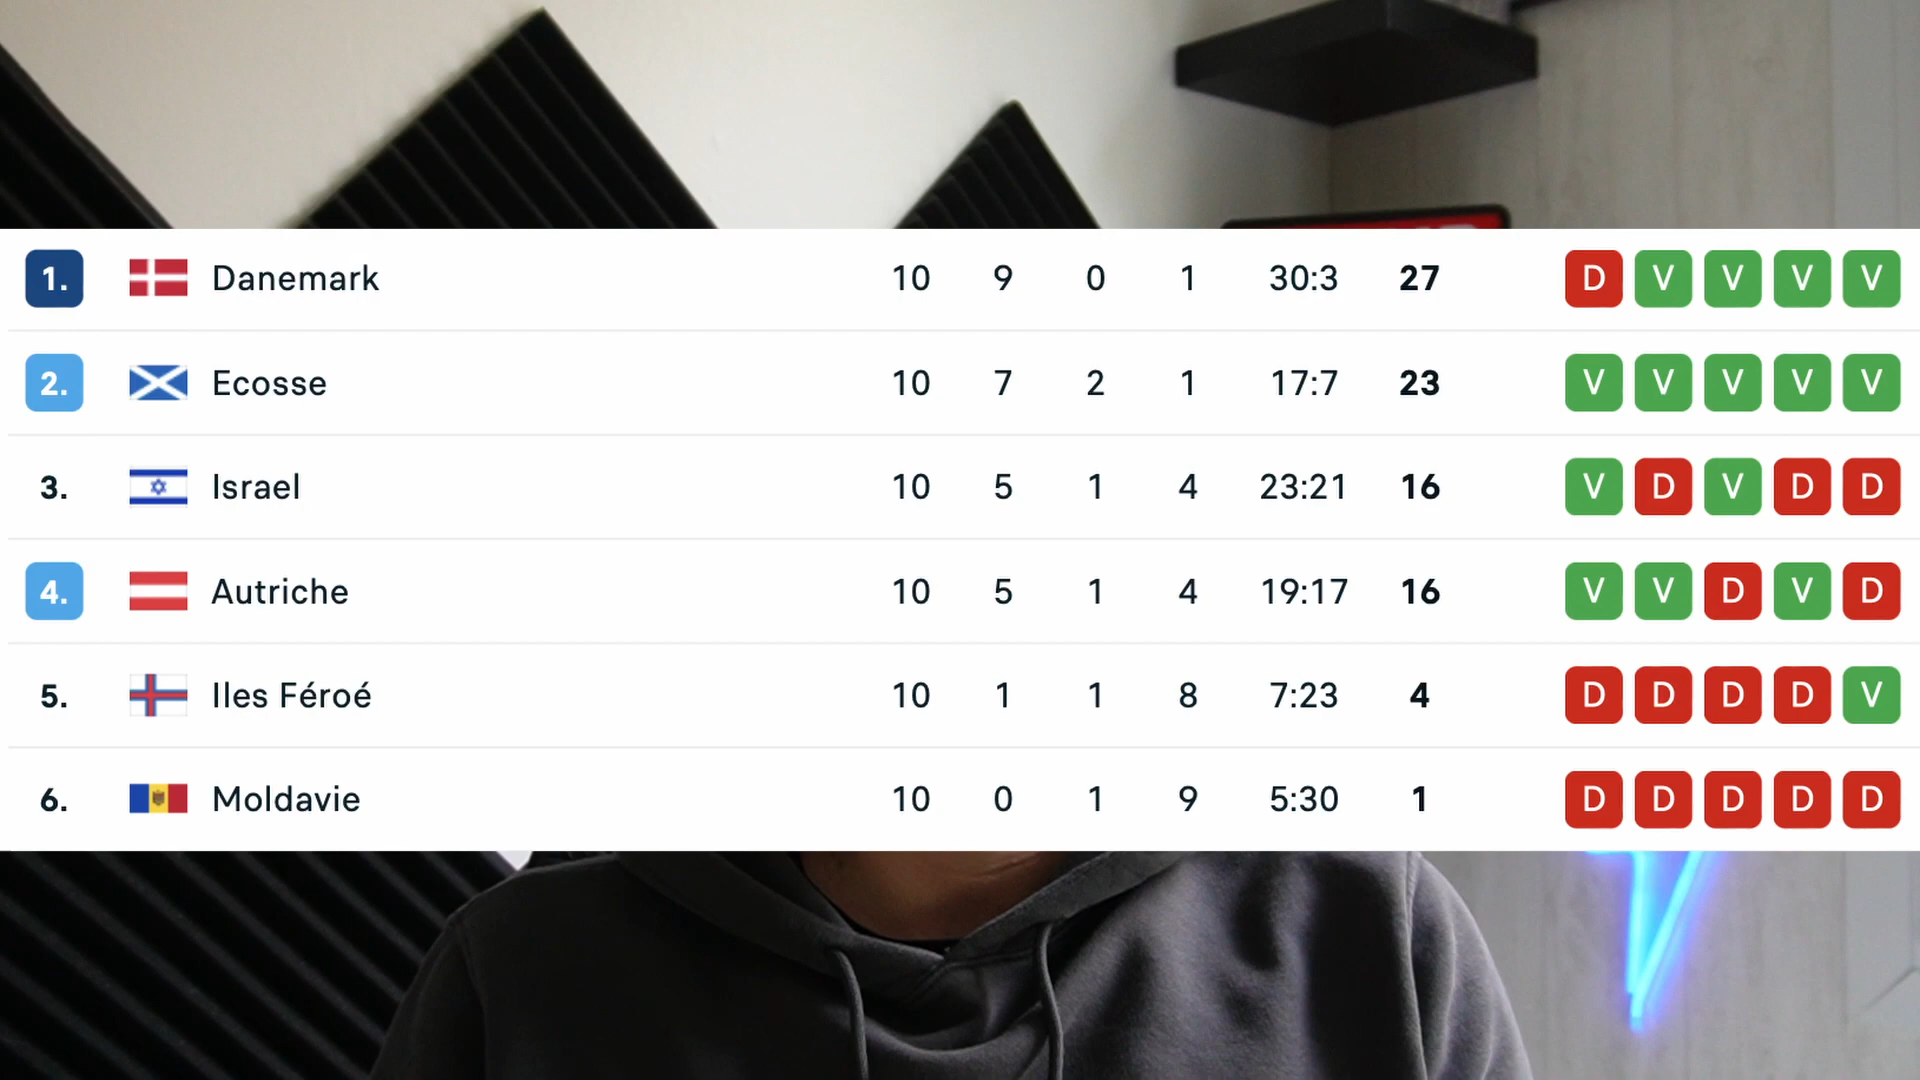 1. Danemark 10 9 0 1 30:3 27 D V V V V
2. Ecosse 10 7 2 1 17:7 23 V V V V V
3. Israel 10 5 1 4 23:21 16 V D V D D
4. Autriche 10 5 1 4 19:17 16 V V D V D
5. Iles Féroé 10 1 1 8 7:23 4 D D D D V
6. Moldavie 10 0 1 9 5:30 1 D D D D D